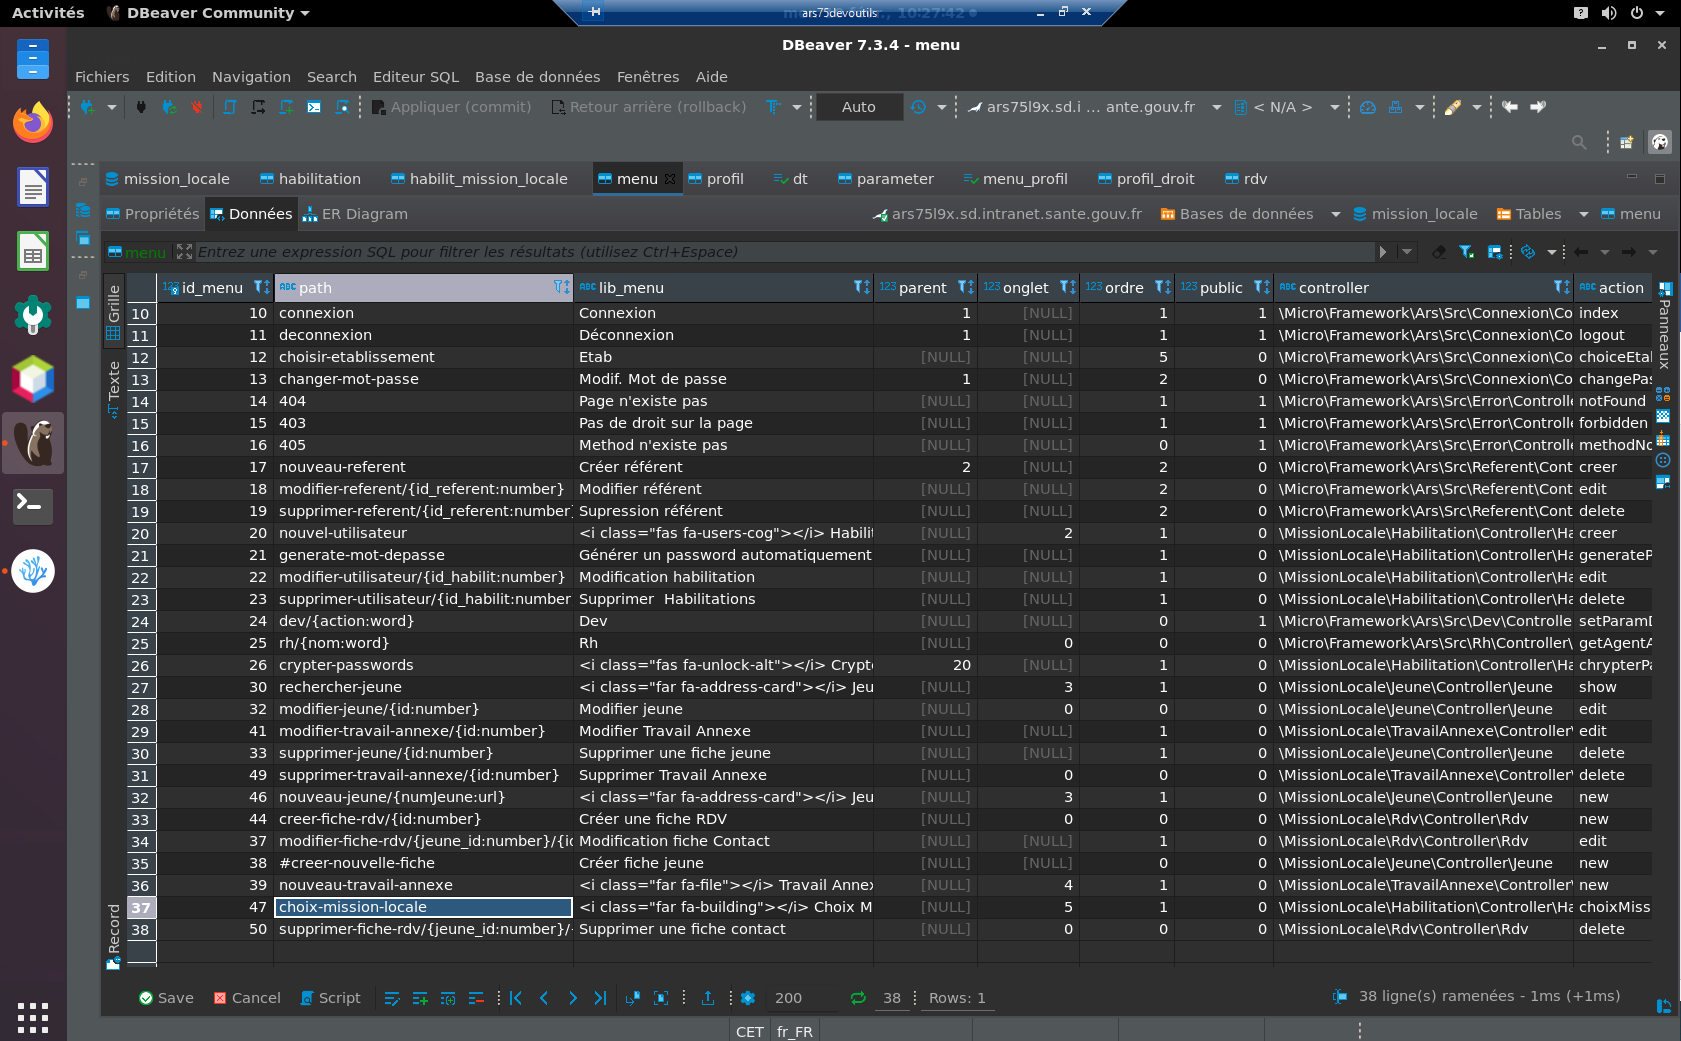 Activités DBeaver Community ars75devoutils
DBeaver 7.3.4 - menu
Fichiers Edition Navigation Search Editeur SQL Base de données Fenêtres Aide
Appliquer (commit) Retour arrière (rollback) Auto ars75l9x.sd.i ... ante.gouv.fr < N/A >
mission_locale habilitation habilit_mission_locale menu profil dt parameter menu_profil profil_droit rdv
Propriétés Données ER Diagram ars75l9x.sd.intranet.sante.gouv.fr Bases de données mission_locale Tables menu
menu Entrez une expression SQL pour filtrer les résultats (utilisez Ctrl+Espace)
Grille
Texte
Record
Panneaux
123 id_menu ABC path ABC lib_menu 123 parent 123 onglet 123 ordre 123 public ABC controller ABC action
10 10 connexion Connexion 1 [NULL] 1 1 \Micro\Framework\Ars\Src\Connexion\Co index
11 11 deconnexion Déconnexion 1 [NULL] 1 1 \Micro\Framework\Ars\Src\Connexion\Co logout
12 12 choisir-etablissement Etab [NULL] [NULL] 5 0 \Micro\Framework\Ars\Src\Connexion\Co choiceEtal
13 13 changer-mot-passe Modif. Mot de passe 1 [NULL] 2 0 \Micro\Framework\Ars\Src\Connexion\Co changePas
14 14 404 Page n'existe pas [NULL] [NULL] 1 1 \Micro\Framework\Ars\Src\Error\Controlle notFound
15 15 403 Pas de droit sur la page [NULL] [NULL] 1 1 \Micro\Framework\Ars\Src\Error\Controlle forbidden
16 16 405 Method n'existe pas [NULL] [NULL] 0 1 \Micro\Framework\Ars\Src\Error\Controlle methodNo
17 17 nouveau-referent Créer référent 2 [NULL] 2 0 \Micro\Framework\Ars\Src\Referent\Cont creer
18 18 modifier-referent/{id_referent:number} Modifier référent [NULL] [NULL] 2 0 \Micro\Framework\Ars\Src\Referent\Cont edit
19 19 supprimer-referent/{id_referent:number} Supression référent [NULL] [NULL] 2 0 \Micro\Framework\Ars\Src\Referent\Cont delete
20 20 nouvel-utilisateur <i class="fas fa-users-cog"></i> Habilit [NULL] 2 1 0 \MissionLocale\Habilitation\Controller\Ha creer
21 21 generate-mot-depasse Générer un password automatiquement [NULL] [NULL] 1 0 \MissionLocale\Habilitation\Controller\Ha generateP
22 22 modifier-utilisateur/{id_habilit:number} Modification habilitation [NULL] [NULL] 1 0 \MissionLocale\Habilitation\Controller\Ha edit
23 23 supprimer-utilisateur/{id_habilit:number Supprimer  Habilitations [NULL] [NULL] 1 0 \MissionLocale\Habilitation\Controller\Ha delete
24 24 dev/{action:word} Dev [NULL] [NULL] 0 1 \Micro\Framework\Ars\Src\Dev\Controlle setParamD
25 25 rh/{nom:word} Rh [NULL] 0 0 0 \Micro\Framework\Ars\Src\Rh\Controller\ getAgentA
26 26 crypter-passwords <i class="fas fa-unlock-alt"></i> Crypte 20 [NULL] 1 0 \MissionLocale\Habilitation\Controller\Ha chrypterPa
27 30 rechercher-jeune <i class="far fa-address-card"></i> Jeu [NULL] 3 1 0 \MissionLocale\Jeune\Controller\Jeune show
28 32 modifier-jeune/{id:number} Modifier jeune [NULL] 0 0 0 \MissionLocale\Jeune\Controller\Jeune edit
29 41 modifier-travail-annexe/{id:number} Modifier Travail Annexe [NULL] [NULL] 1 0 \MissionLocale\TravailAnnexe\Controller\ edit
30 33 supprimer-jeune/{id:number} Supprimer une fiche jeune [NULL] [NULL] 1 0 \MissionLocale\Jeune\Controller\Jeune delete
31 49 supprimer-travail-annexe/{id:number} Supprimer Travail Annexe [NULL] 0 0 0 \MissionLocale\TravailAnnexe\Controller\ delete
32 46 nouveau-jeune/{numJeune:url} <i class="far fa-address-card"></i> Jeu [NULL] 3 1 0 \MissionLocale\Jeune\Controller\Jeune new
33 44 creer-fiche-rdv/{id:number} Créer une fiche RDV [NULL] 0 0 0 \MissionLocale\Rdv\Controller\Rdv new
34 37 modifier-fiche-rdv/{jeune_id:number}/{id Modification fiche Contact [NULL] [NULL] 1 0 \MissionLocale\Rdv\Controller\Rdv edit
35 38 #creer-nouvelle-fiche Créer fiche jeune [NULL] [NULL] 0 0 \MissionLocale\Jeune\Controller\Jeune new
36 39 nouveau-travail-annexe <i class="far fa-file"></i> Travail Annex [NULL] 4 1 0 \MissionLocale\TravailAnnexe\Controller\ new
37 47 choix-mission-locale <i class="far fa-building"></i> Choix M [NULL] 5 1 0 \MissionLocale\Habilitation\Controller\Ha choixMiss
38 50 supprimer-fiche-rdv/{jeune_id:number}/ Supprimer une fiche contact [NULL] 0 0 0 \MissionLocale\Rdv\Controller\Rdv delete
Save Cancel Script 200 38 Rows: 1 38 ligne(s) ramenées - 1ms (+1ms)
CET fr_FR